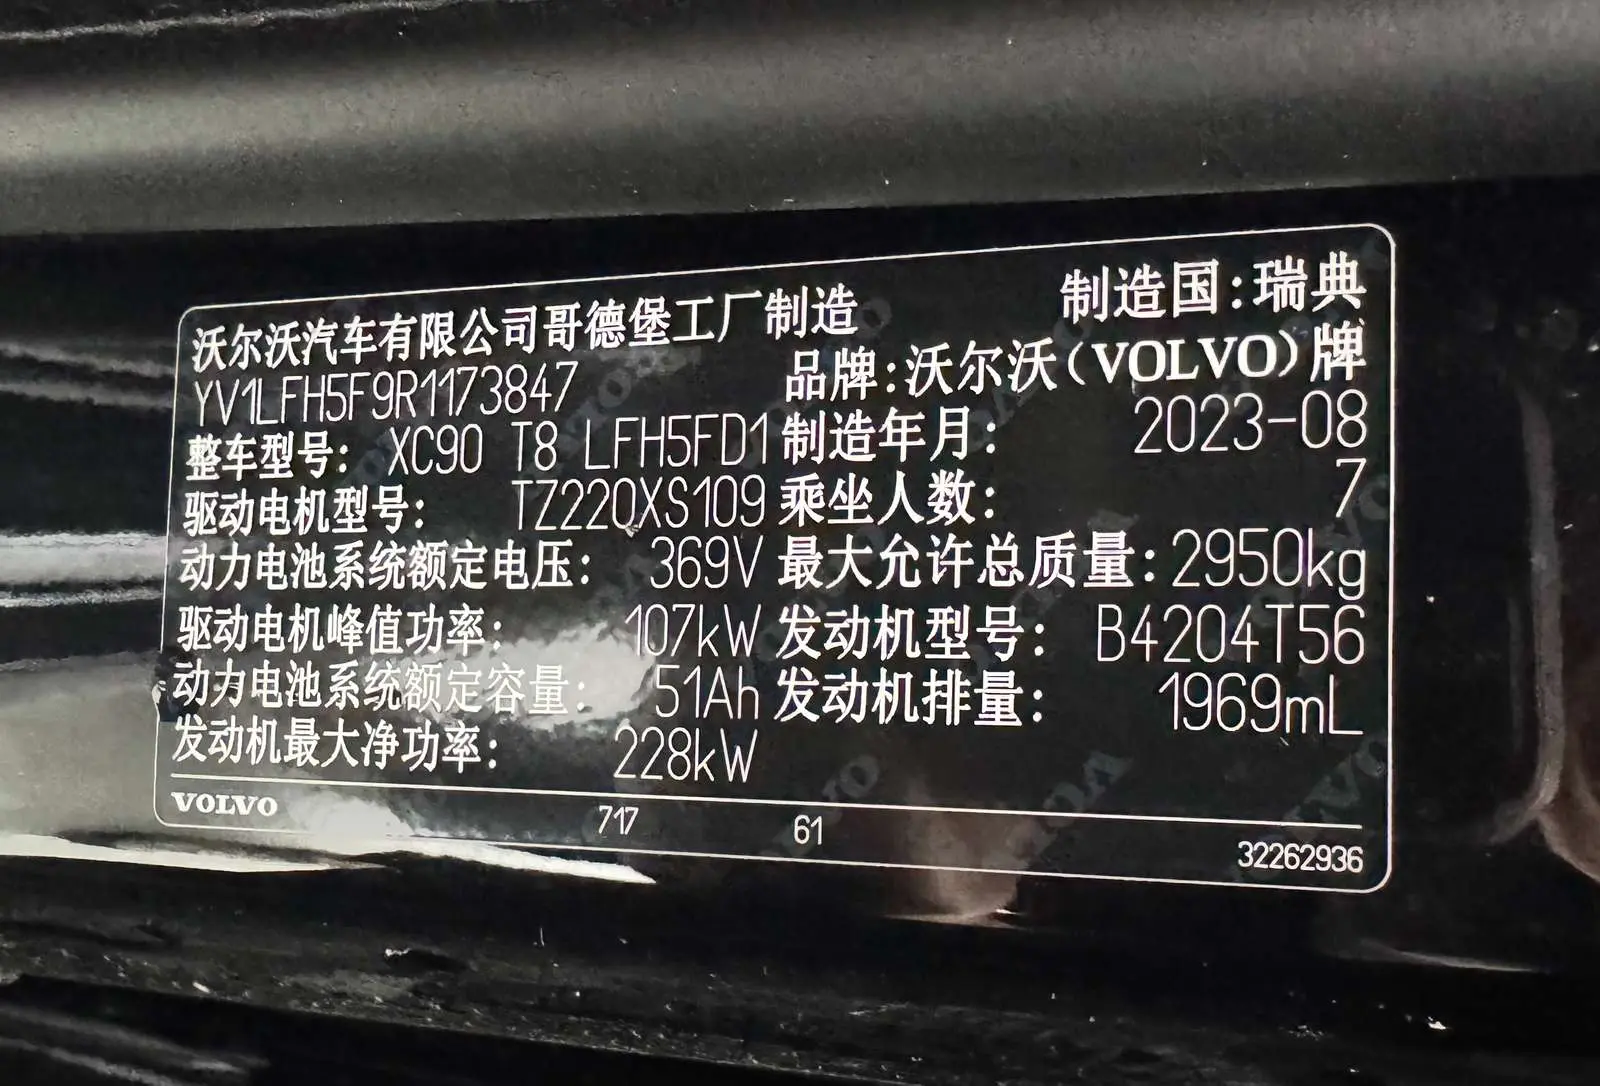 沃尔沃汽车有限公司哥德堡工厂制造 制造国:瑞典
YV1LFH5F9R1173847 品牌:沃尔沃(VOLVO)牌
整车型号: XC90 T8 LFH5FD1 制造年月: 2023-08
驱动电机型号: TZ220XS109 乘坐人数: 7
动力电池系统额定电压: 369V 最大允许总质量: 2950kg
驱动电机峰值功率: 107kW 发动机型号: B4204T56
动力电池系统额定容量: 51Ah 发动机排量: 1969mL
发动机最大净功率: 228kW
VOLVO 717 61 32262936